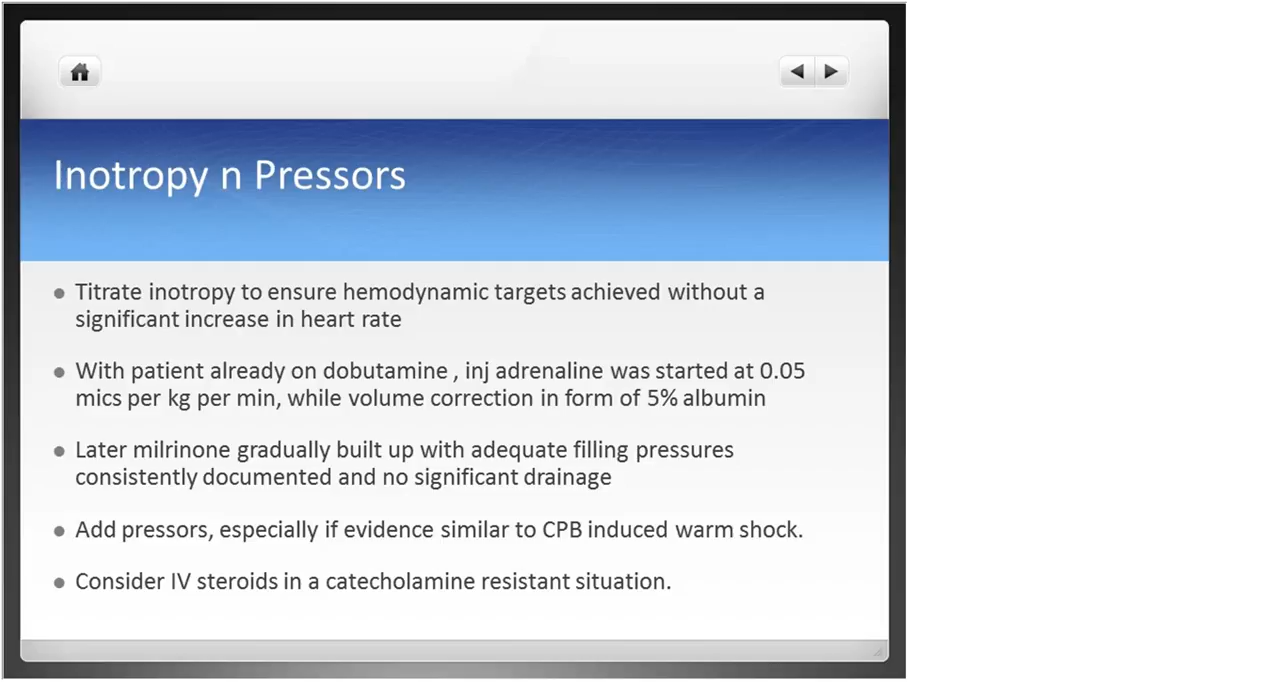 Inotropy n Pressors
Titrate inotropy to ensure hemodynamic targets achieved without a
significant increase in heart rate
With patient already on dobutamine , inj adrenaline was started at 0.05
mics per kg per min, while volume correction in form of 5% albumin
Later milrinone gradually built up with adequate filling pressures
consistently documented and no significant drainage
Add pressors, especially if evidence similar to CPB induced warm shock.
Consider IV steroids in a catecholamine resistant situation.